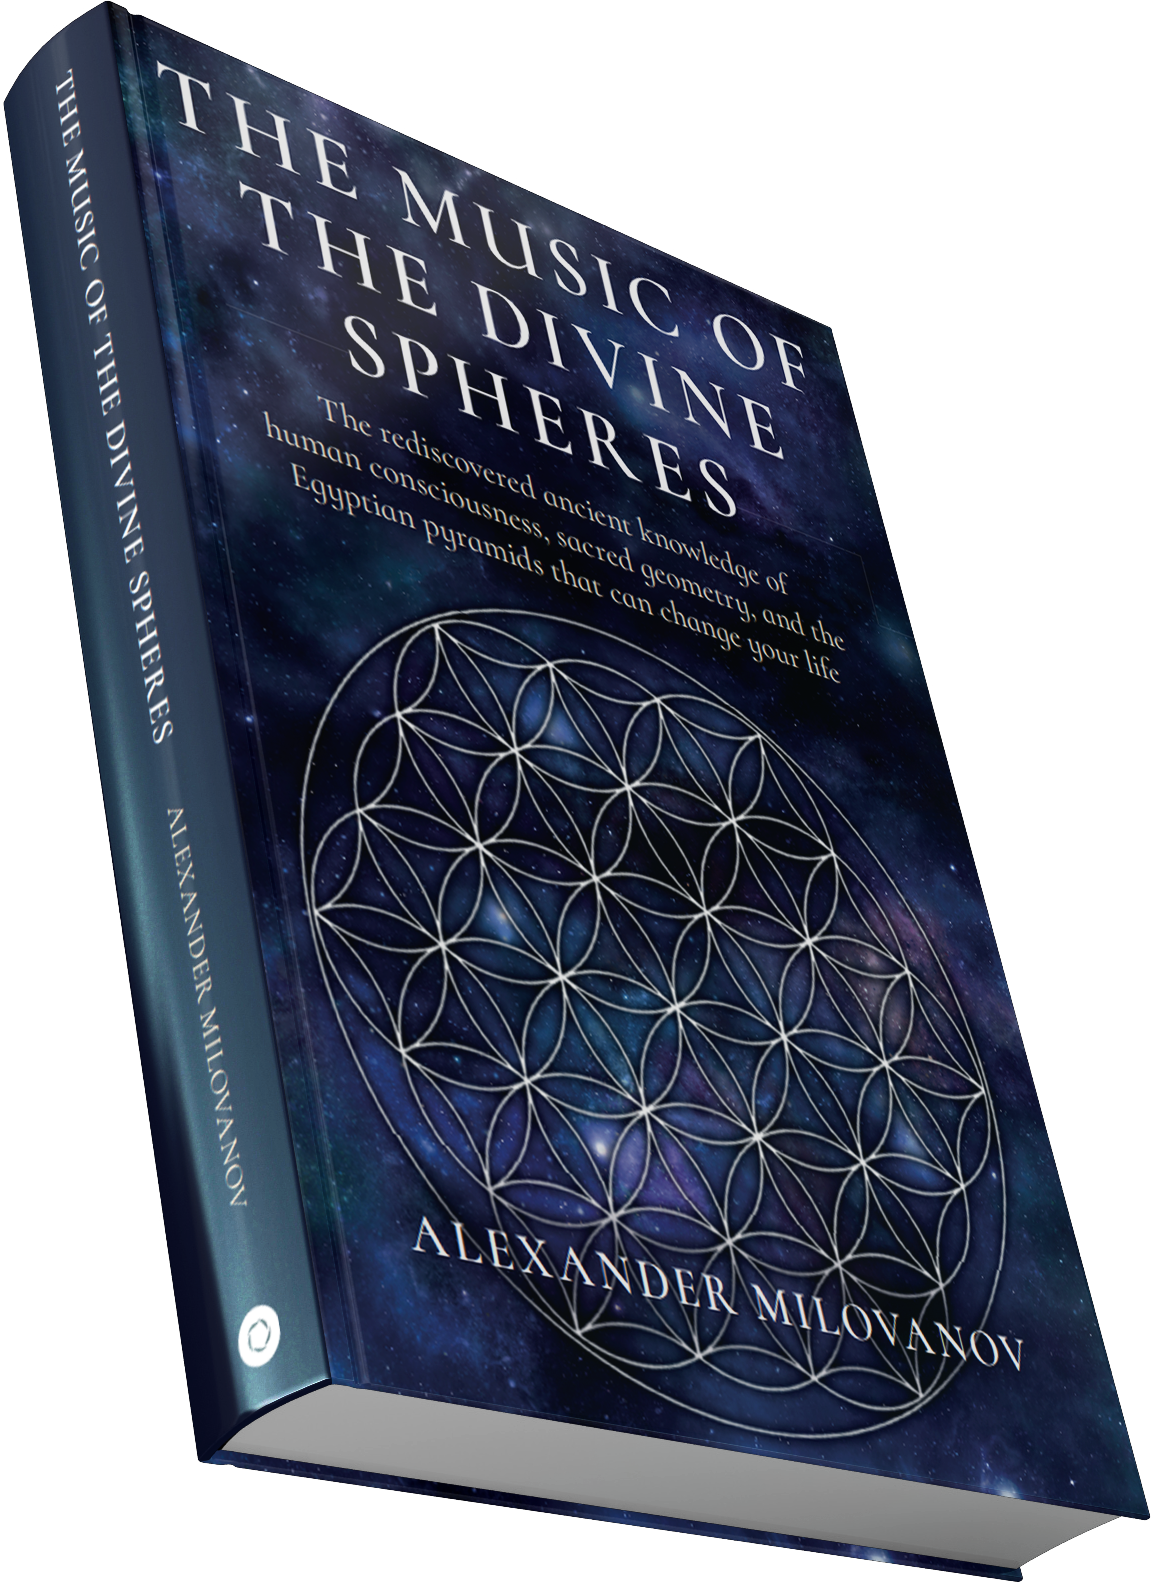 THE MUSIC OF THE DIVINE SPHERES
ALEXANDER MILOVANOV
THE MUSIC OF
THE DIVINE
SPHERES
The rediscovered ancient knowledge of
human consciousness, sacred geometry, and the
Egyptian pyramids that can change your life
ALEXANDER MILOVANOV